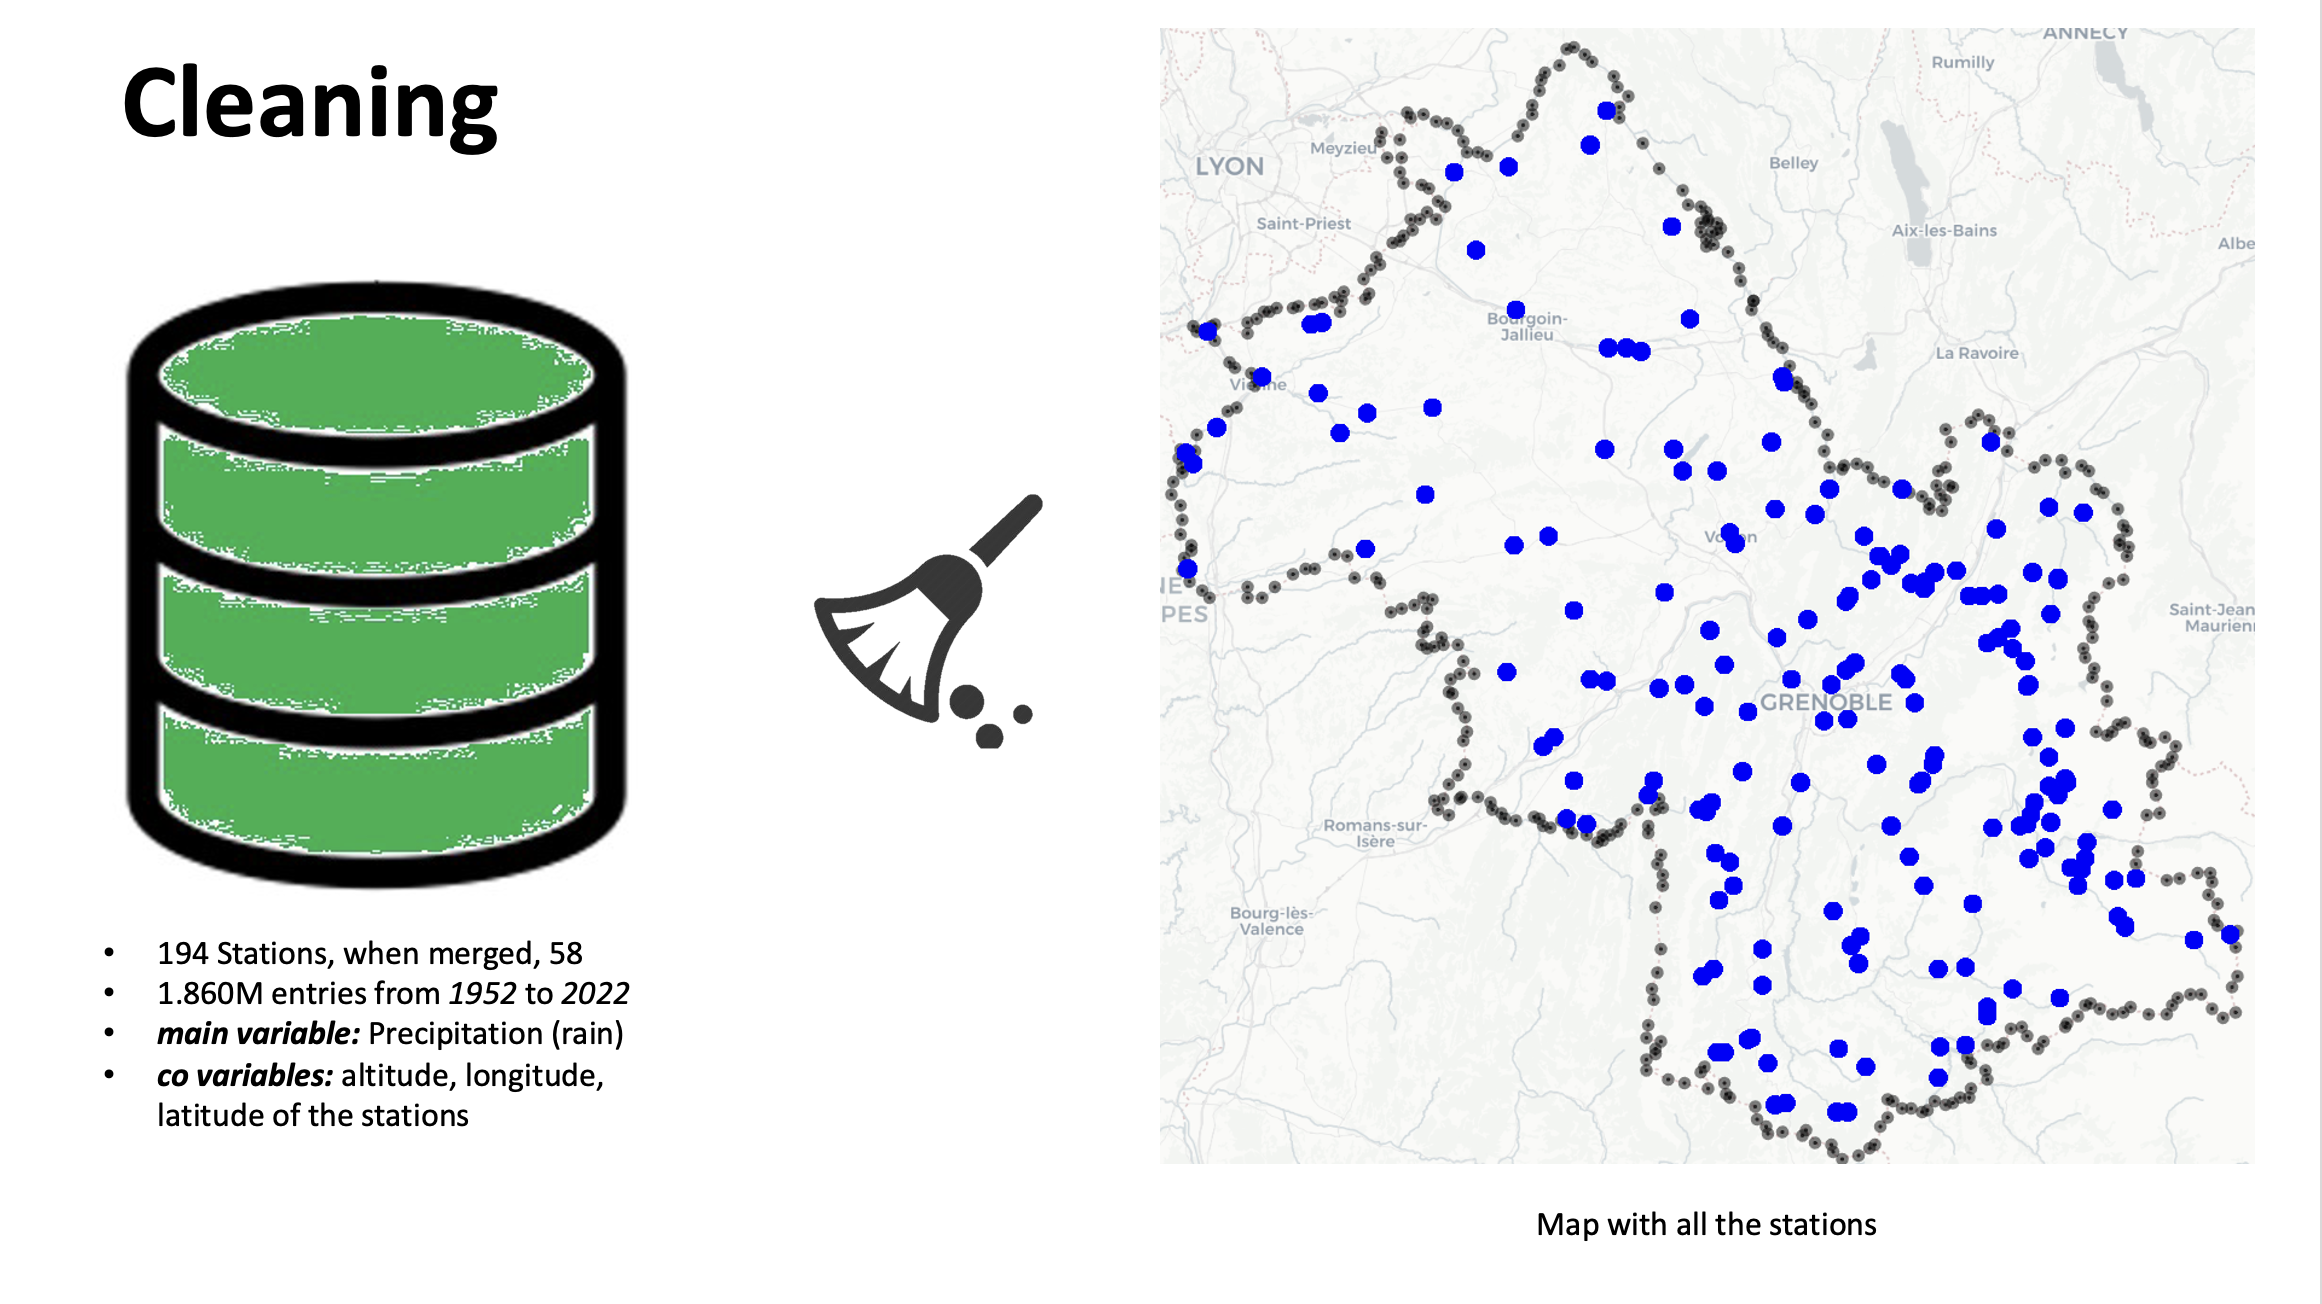 Cleaning
• 194 Stations, when merged, 58
• 1.860M entries from 1952 to 2022
• main variable: Precipitation (rain)
• co variables: altitude, longitude,
latitude of the stations
ANNECY
Rumilly
Meyzieu
LYON
Belley
Saint-Priest
Aix-les-Bains
Albe
Bourgoin-
Jallieu
La Ravoire
Vienne
Voiron
NE-
PES
Saint-Jean
Maurienn
GRENOBLE
Romans-sur-
Isère
Bourg-lès-
Valence
Map with all the stations